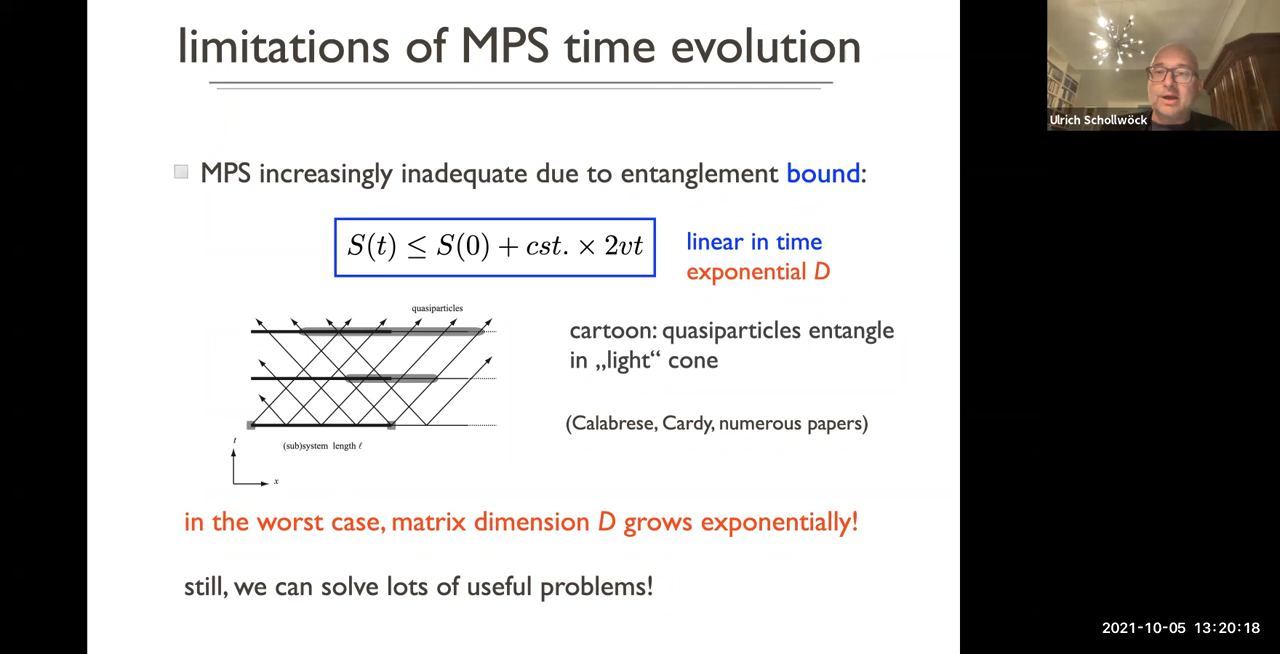 limitations of MPS time evolution
MPS increasingly inadequate due to entanglement bound:
S(t) ≤ S(0) + cst. × 2vt
linear in time
exponential D
quasiparticles
cartoon: quasiparticles entangle
in „light“ cone
(Calabrese, Cardy, numerous papers)
(sub)system length ℓ
t
x
in the worst case, matrix dimension D grows exponentially!
still, we can solve lots of useful problems!
Ulrich Schollwöck
2021-10-05 13:20:18